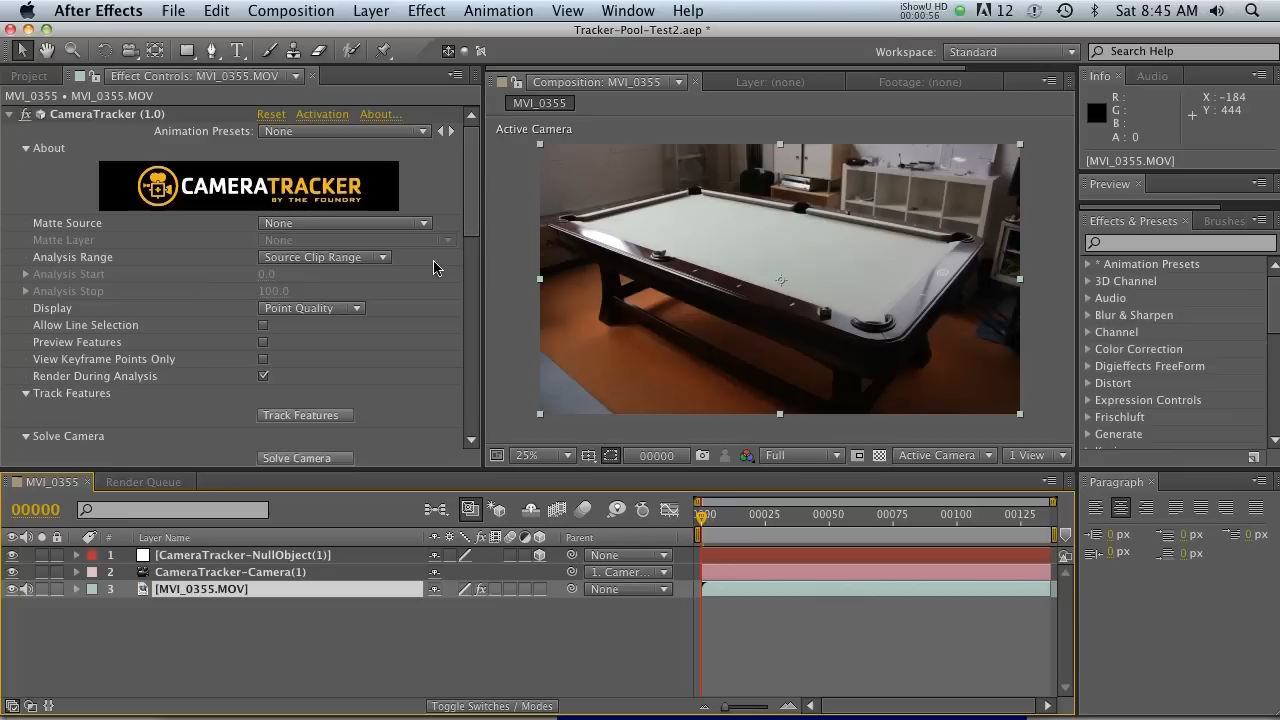 After Effects File Edit Composition Layer Effect Animation View Window Help iShowU HD 00:00:56 12 Sat 8:45 AM
Tracker-Pool-Test2.aep *
Workspace: Standard Search Help
Project Effect Controls: MVI_0355.MOV Composition: MVI_0355 Layer: (none) Footage: (none) Info Audio
MVI_0355 • MVI_0355.MOV MVI_0355
CameraTracker (1.0) Reset Activation About...
Animation Presets: None Active Camera
R: X: -184
G: Y: 444
B:
A: 0
About
CAMERATRACKER
BY THE FOUNDRY
[MVI_0355.MOV]
Preview
Matte Source None
Effects & Presets Brushes
Matte Layer None
Analysis Range Source Clip Range
Analysis Start 0.0
Analysis Stop 100.0
Display Point Quality
Allow Line Selection
Preview Features
View Keyframe Points Only
Render During Analysis
Track Features
Track Features
Solve Camera
Solve Camera
* Animation Presets
3D Channel
Audio
Blur & Sharpen
Channel
Color Correction
Digieffects FreeForm
Distort
Expression Controls
Frischluft
Generate
25% 00000 Full Active Camera 1 View
MVI_0355 Render Queue Paragraph
00000 00025 00050 00075 00100 00125
# Layer Name Parent
0 px 0 px 0 px
0 px 0 px
1 [CameraTracker-NullObject(1)] None
2 CameraTracker-Camera(1) 1. Camer...
3 [MVI_0355.MOV] None
Toggle Switches / Modes